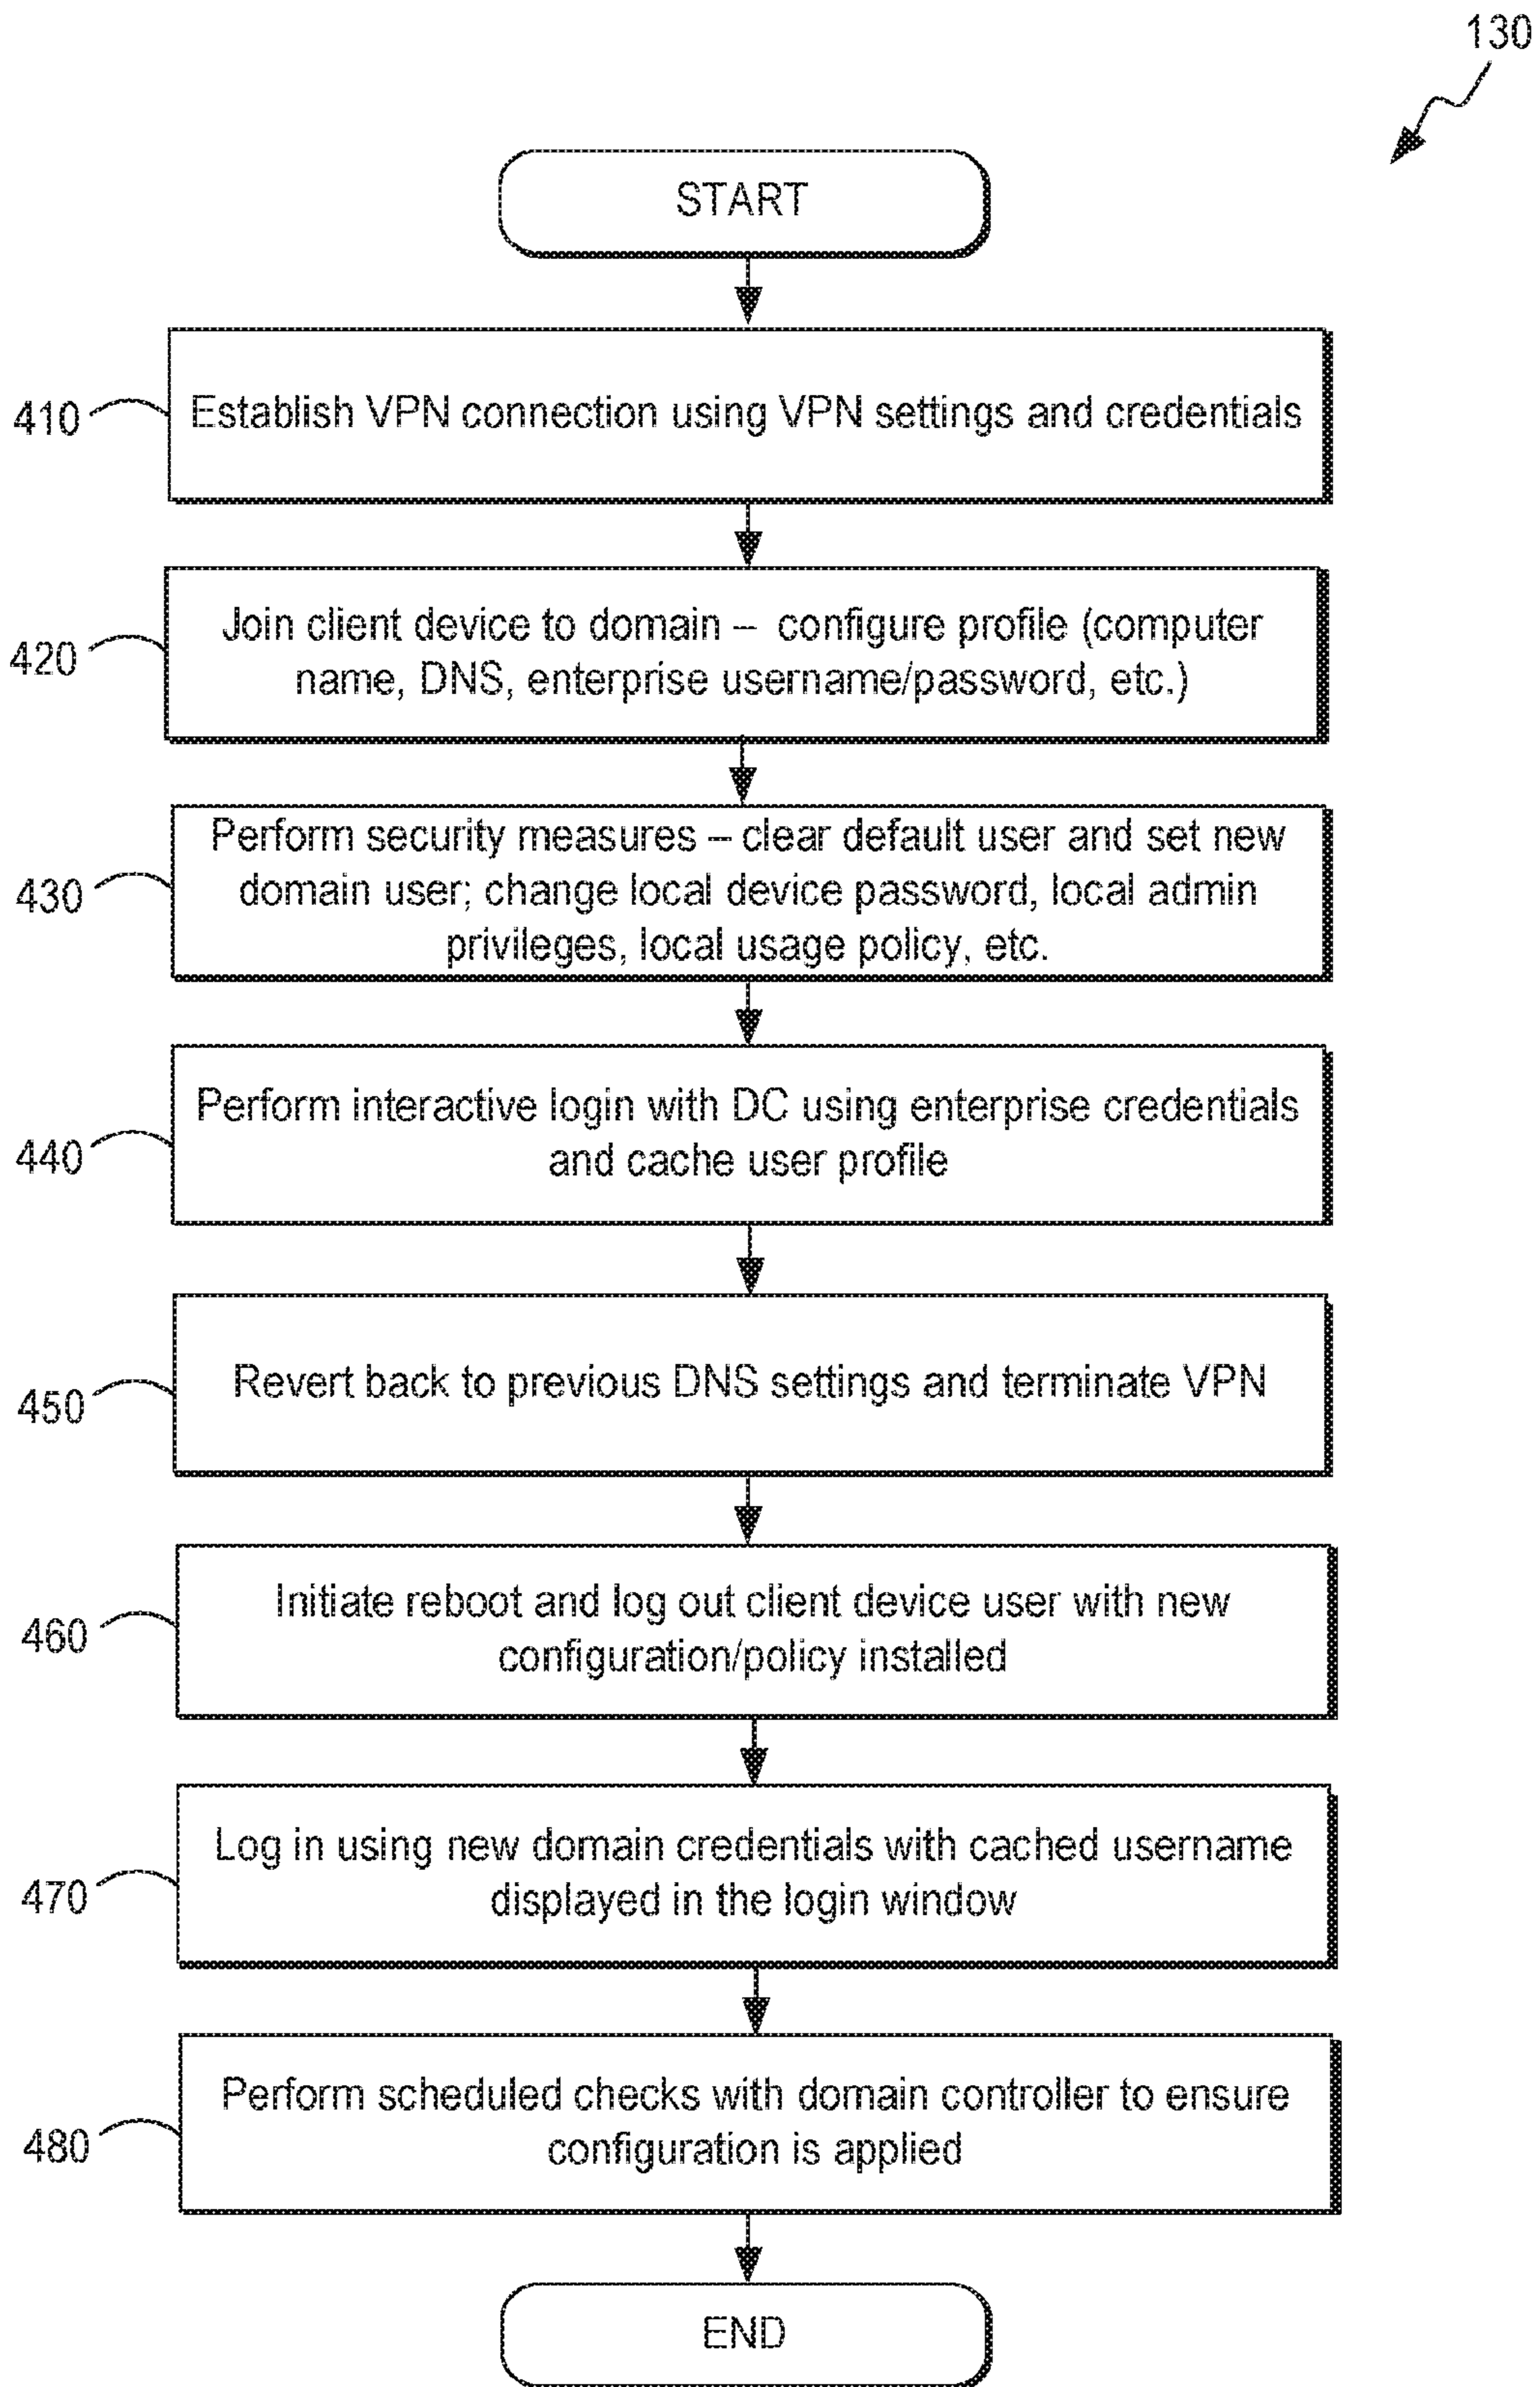 130
START
410
Establish VPN connection using VPN settings and credentials
420
Join client device to domain – configure profile (computer
name, DNS, enterprise username/password, etc.)
430
Perform security measures – clear default user and set new
domain user; change local device password, local admin
privileges, local usage policy, etc.
440
Perform interactive login with DC using enterprise credentials
and cache user profile
450
Revert back to previous DNS settings and terminate VPN
460
Initiate reboot and log out client device user with new
configuration/policy installed
470
Log in using new domain credentials with cached username
displayed in the login window
480
Perform scheduled checks with domain controller to ensure
configuration is applied
END